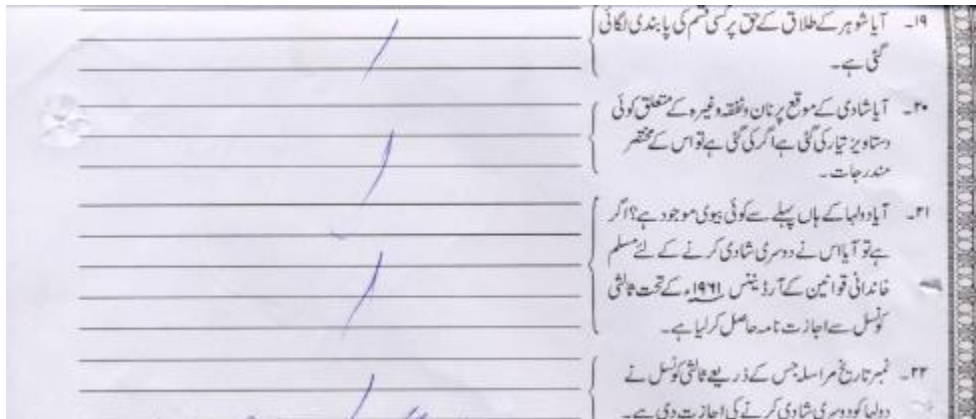 ۱۹۔ آیا شوہر کے طلاق کے حق پر کسی قسم کی پابندی لگائی
گئی ہے۔
۲۰۔ آیا شادی کے موقع پر نان و نفقہ وغیرہ کے متعلق کوئی
دستاویز تیار کی گئی ہے اگر کی گئی ہے تو اس کے مختصر
مندرجات۔
۲۱۔ آیا دولہا کے ہاں پہلے سے کوئی بیوی موجود ہے؟ اگر
ہے تو آیا اس نے دوسری شادی کرنے کے لئے مسلم
خاندانی قوانین کے آرڈیننس ۱۹۶۱ء کے تحت ثالثی
کونسل سے اجازت نامہ حاصل کر لیا ہے۔
۲۲۔ نمبر تاریخ مراسلہ جس کے ذریعے ثالثی کونسل نے
دولہا کو دوسری شادی کرنے کی اجازت دی ہے۔